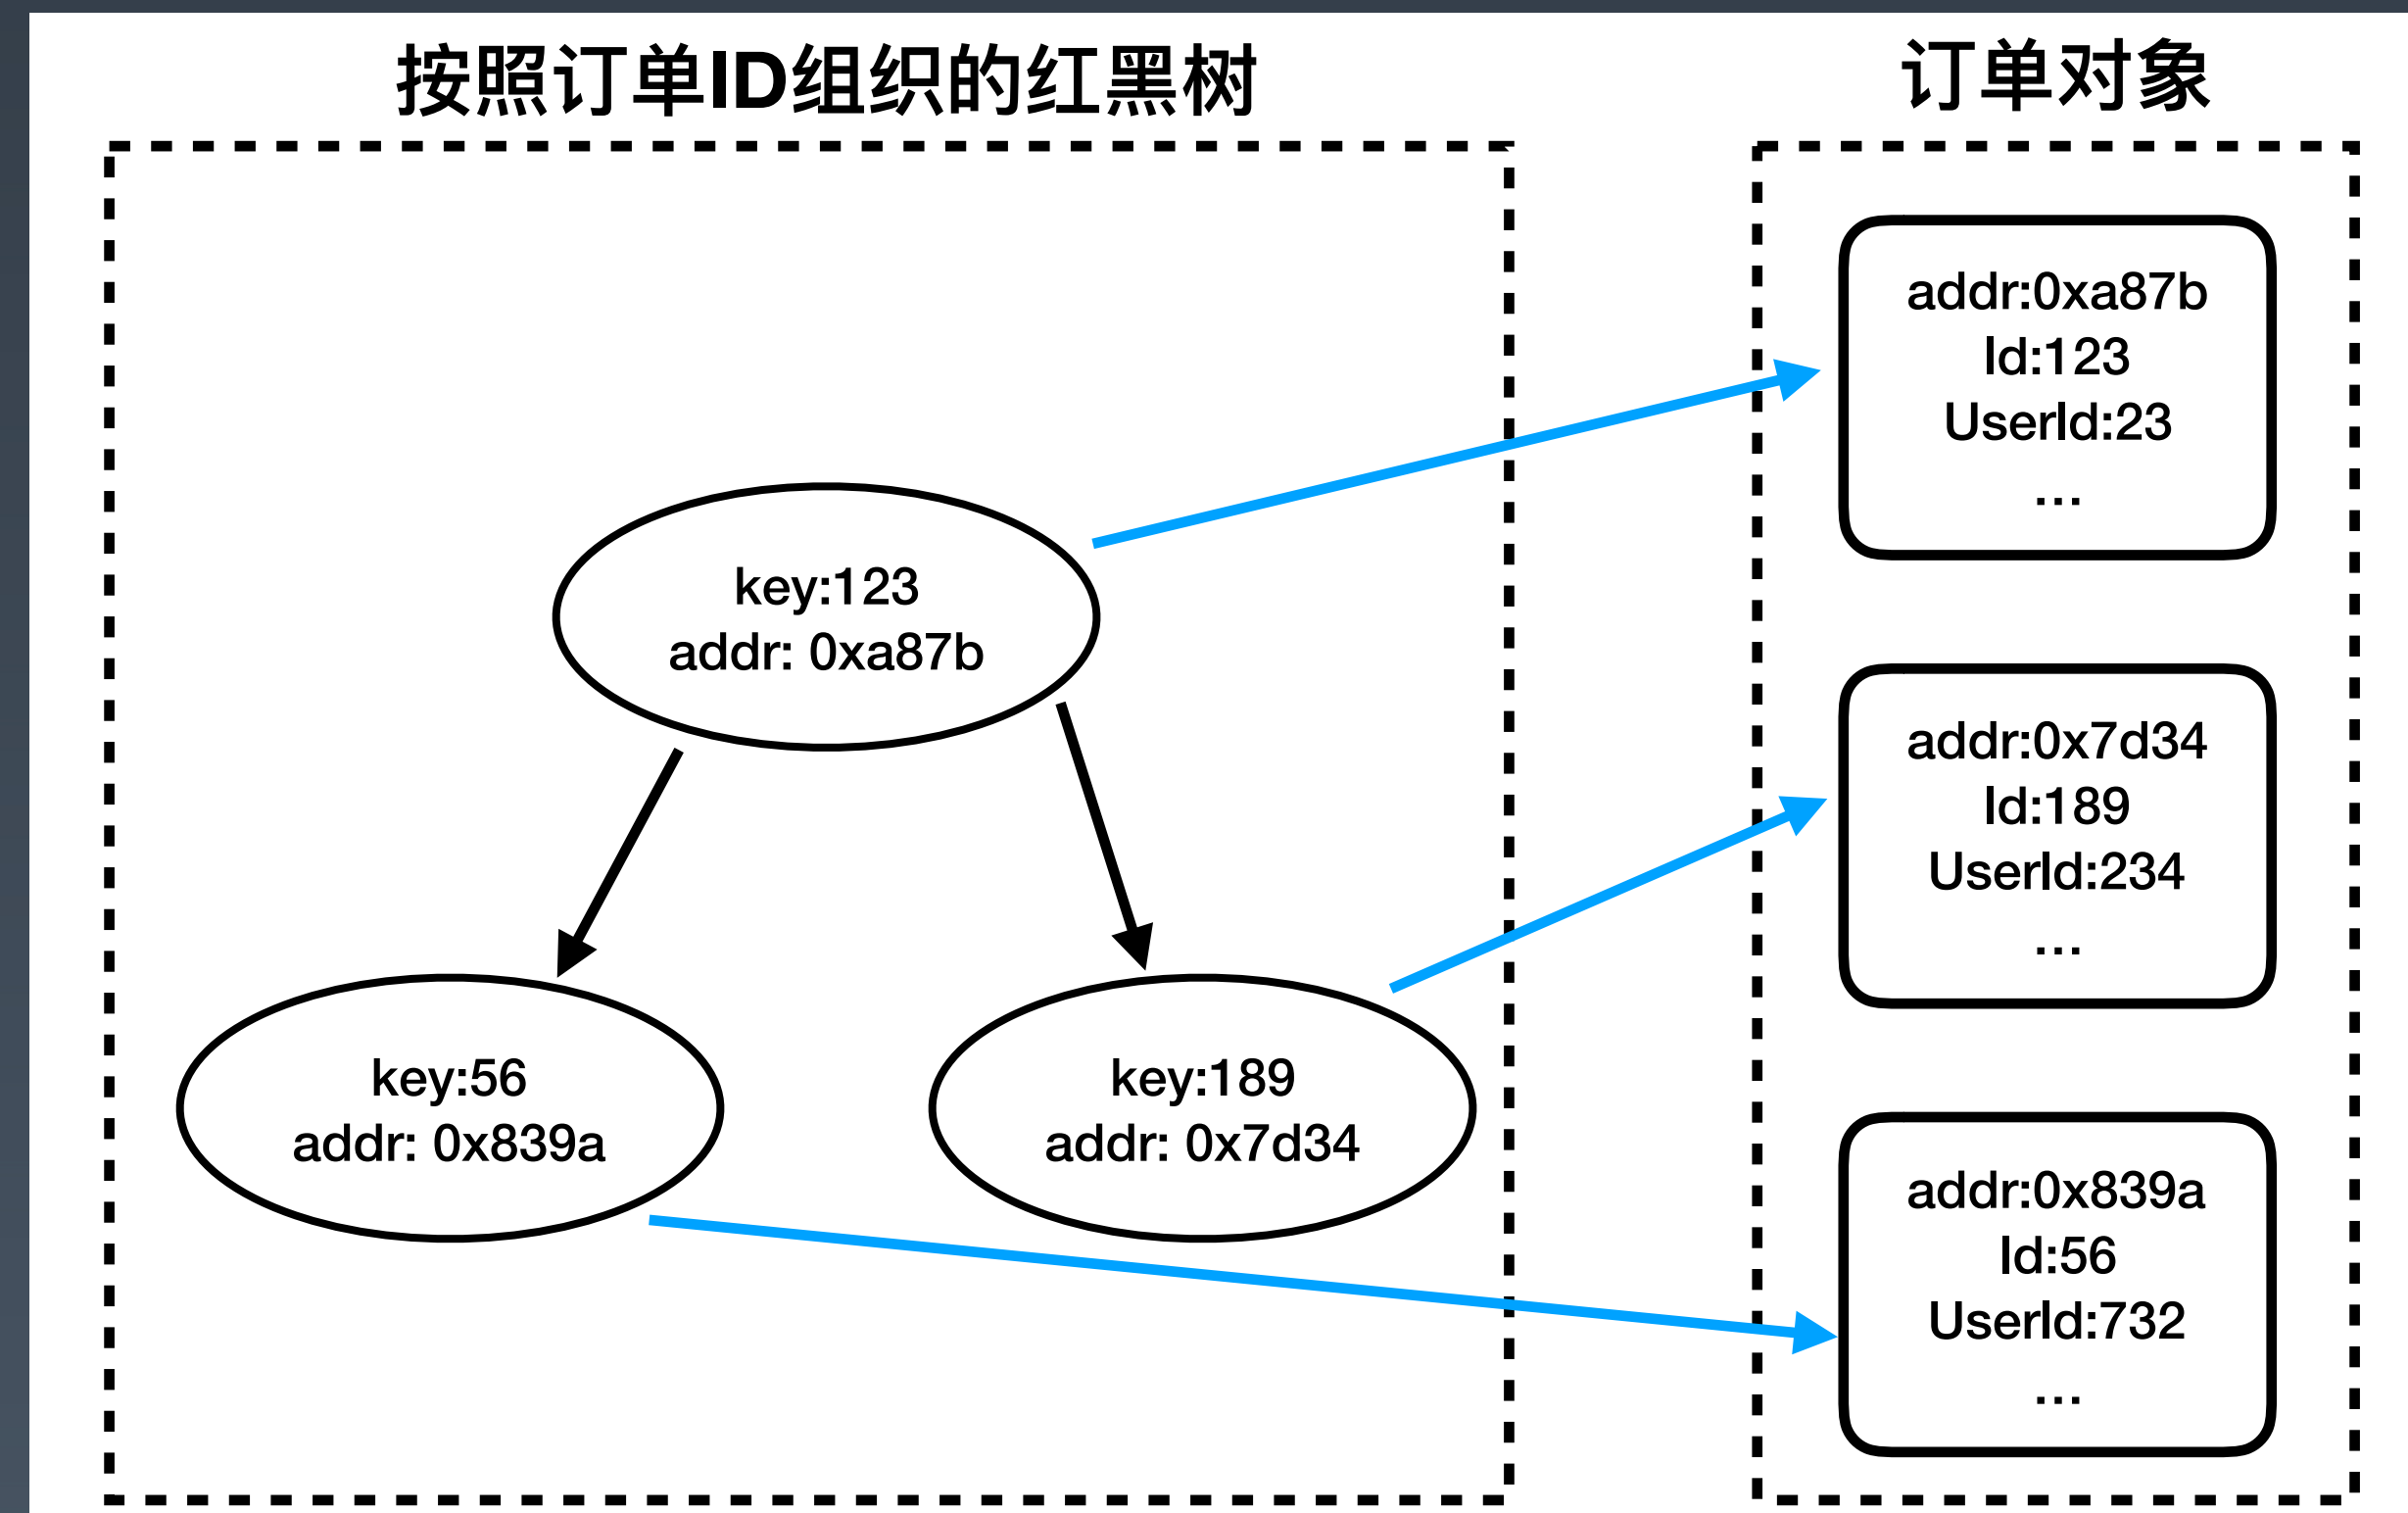 按照订单ID组织的红黑树
订单对象
key:123
addr: 0xa87b
key:56
addr: 0x839a
key:189
addr: 0x7d34
addr:0xa87b
Id:123
UserId:23
...
addr:0x7d34
Id:189
UserId:234
...
addr:0x839a
Id:56
UserId:732
...